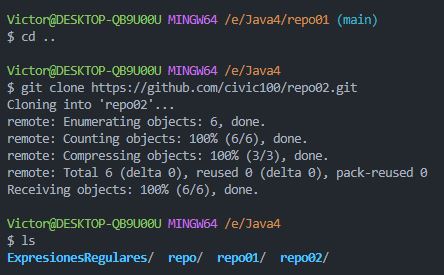 Victor@DESKTOP-QB9U00U MINGW64 /e/Java4/repo01 (main)
$ cd ..
Victor@DESKTOP-QB9U00U MINGW64 /e/Java4
$ git clone https://github.com/civic100/repo02.git
Cloning into 'repo02'...
remote: Enumerating objects: 6, done.
remote: Counting objects: 100% (6/6), done.
remote: Compressing objects: 100% (3/3), done.
remote: Total 6 (delta 0), reused 0 (delta 0), pack-reused 0
Receiving objects: 100% (6/6), done.
Victor@DESKTOP-QB9U00U MINGW64 /e/Java4
$ ls
ExpresionesRegulares/  repo/  repo01/  repo02/